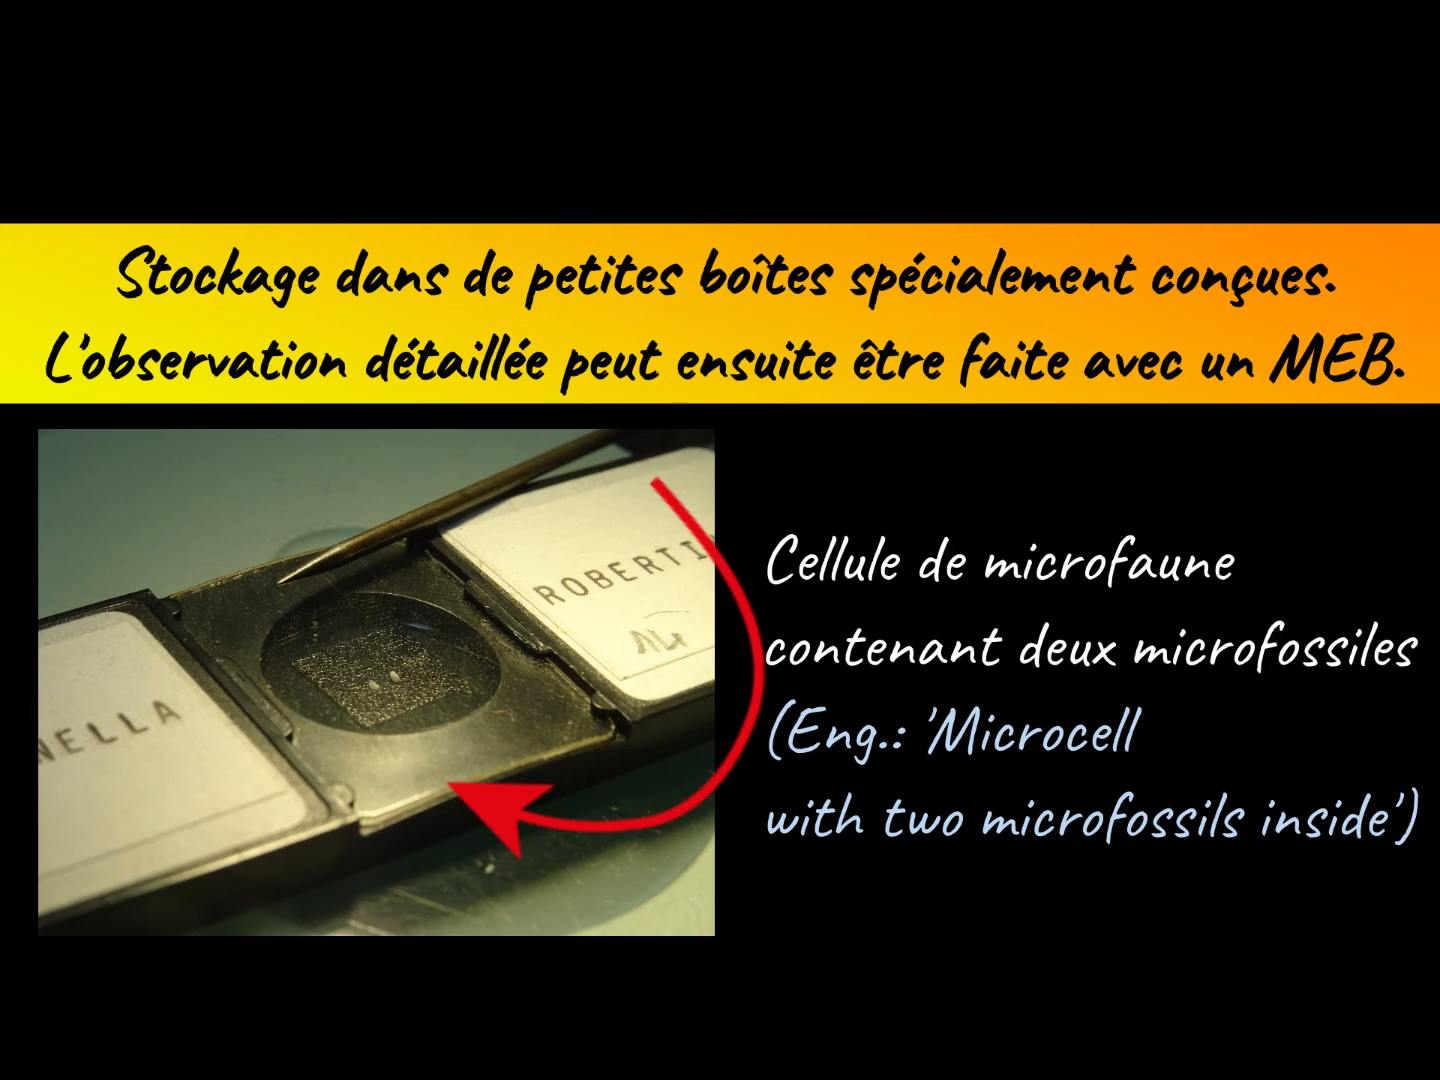 Stockage dans de petites boîtes spécialement conçues.
L'observation détaillée peut ensuite être faite avec un MEB.
NELLA
ROBERTI
Cellule de microfaune
contenant deux microfossiles
(Eng.: 'Microcell
with two microfossils inside')